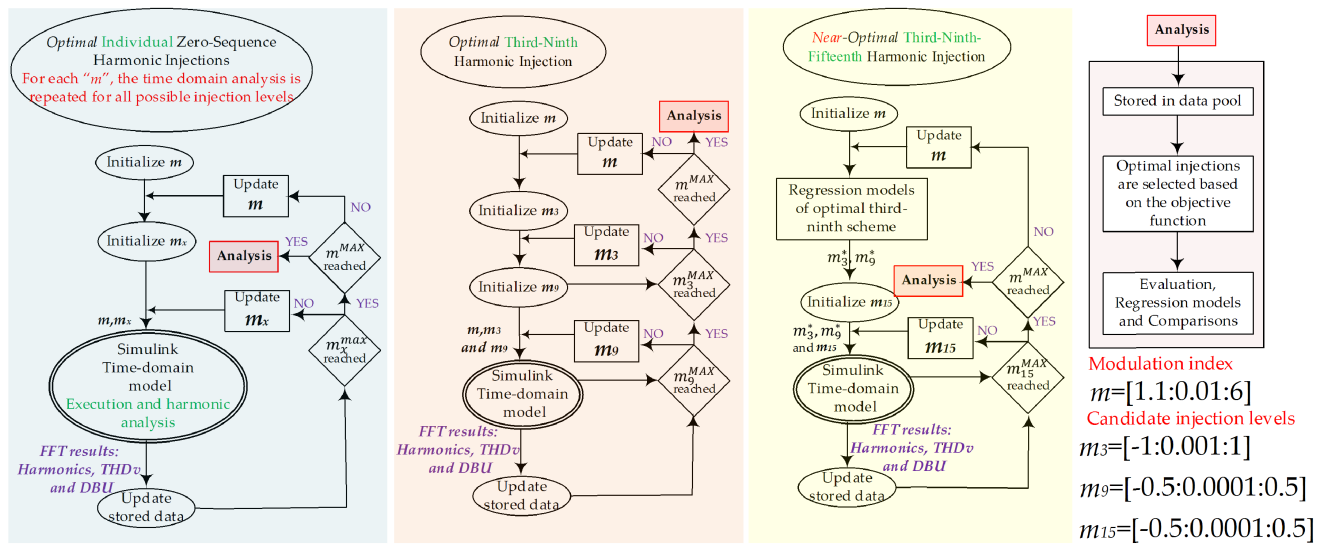 Optimal Individual Zero-Sequence
Harmonic Injections
For each "m", the time domain analysis is
repeated for all possible injection levels
Initialize m
Update
m
NO
Initialize mx
YES
Analysis
m^MAX
reached
Update
mx
NO
YES
m,mx
mx^max
reached
Simulink
Time-domain
model
Execution and harmonic
analysis
FFT results:
Harmonics, THDv
and DBU
Update
stored data
Optimal Third-Ninth
Harmonic Injection
Initialize m
Analysis
Update
m
NO
YES
m^MAX
reached
Initialize m3
Update
m3
NO
YES
Initialize m9
m3^MAX
reached
m,m3
and m9
Update
m9
NO
YES
Simulink
Time-domain
model
m9^MAX
reached
FFT results:
Harmonics, THDv
and DBU
Update
stored data
Near-Optimal Third-Ninth-
Fifteenth Harmonic Injection
Initialize m
Update
m
Regression models
of optimal third-
ninth scheme
NO
m3*, m9*
YES
Analysis
m^MAX
reached
Initialize m15
m3*, m9*
and m15
Update
m15
NO
YES
Simulink
Time-domain
model
m15^MAX
reached
FFT results:
Harmonics, THDv
and DBU
Update
stored data
Analysis
Stored in data pool
Optimal injections
are selected based
on the objective
function
Evaluation,
Regression models
and Comparisons
Modulation index
m=[1.1:0.01:6]
Candidate injection levels
m3=[-1:0.001:1]
m9=[-0.5:0.0001:0.5]
m15=[-0.5:0.0001:0.5]